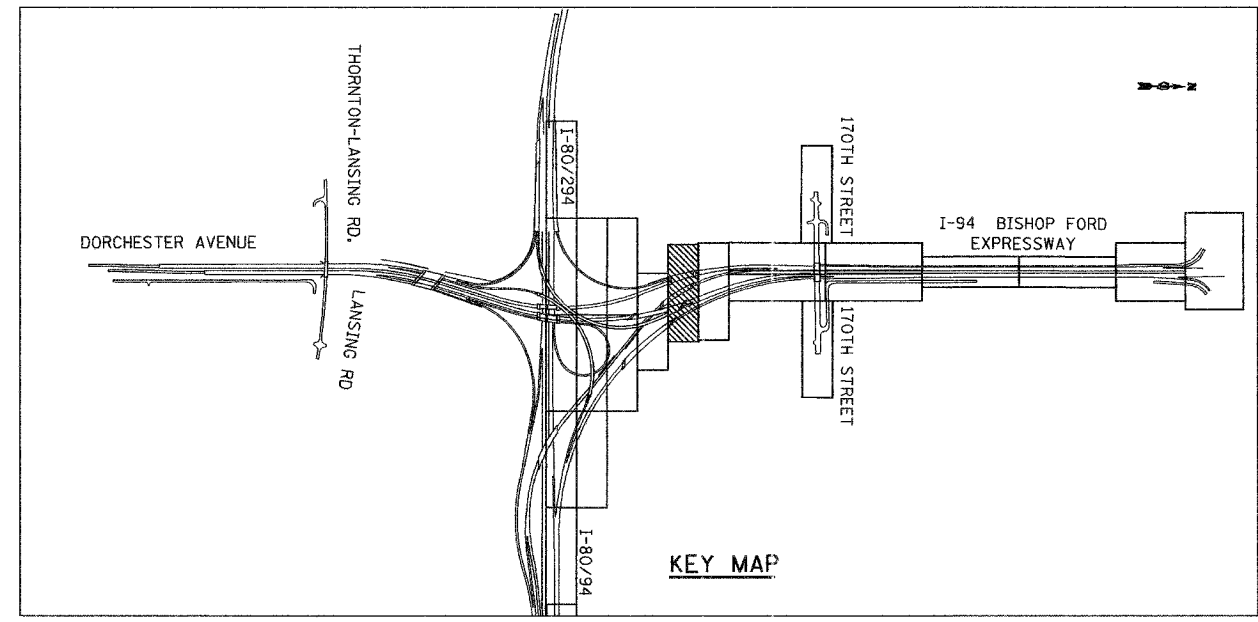 THORNTON-LANSING RD.
I-80/294
170TH STREET
N
DORCHESTER AVENUE
I-94 BISHOP FORD
EXPRESSWAY
LANSING RD
170TH STREET
I-80/94
KEY MAP